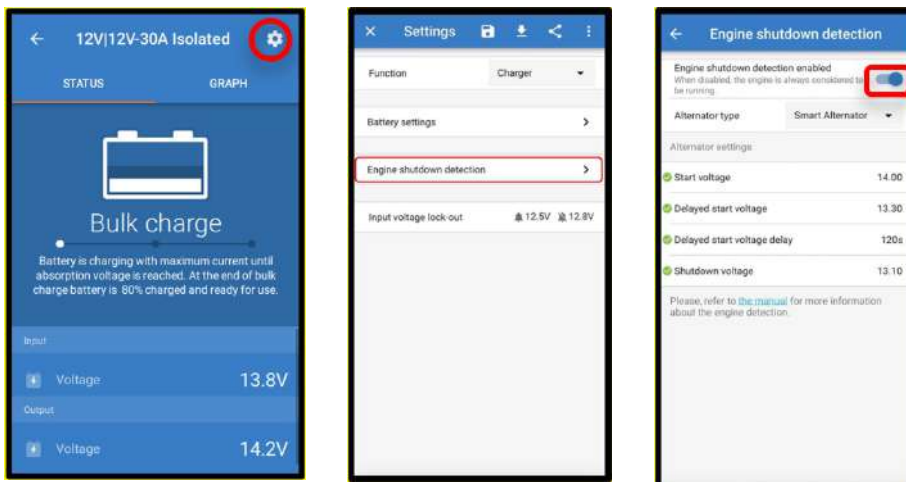 12V|12V-30A Isolated
STATUS GRAPH
Bulk charge
Battery is charging with maximum current until
absorption voltage is reached. At the end of bulk
charge battery is 80% charged and ready for use.
Input
Voltage 13.8V
Output
Voltage 14.2V
Settings
Function Charger
Battery settings
Engine shutdown detection
Input voltage lock-out 12.5V 12.8V
Engine shutdown detection
Engine shutdown detection enabled
When disabled, the engine is always considered to
be running.
Alternator type Smart Alternator
Alternator settings
Start voltage 14.00
Delayed start voltage 13.30
Delayed start voltage delay 120s
Shutdown voltage 13.10
Please, refer to the manual for more information
about the engine detection.